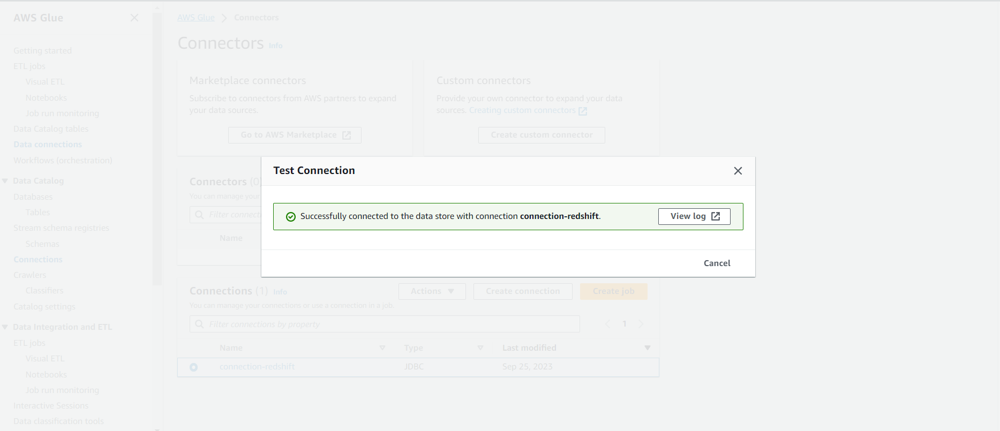 AWS Glue
Getting started
ETL jobs
Visual ETL
Notebooks
Job run monitoring
Data Catalog tables
Data connections
Workflows (orchestration)
Data Catalog
Databases
Tables
Stream schema registries
Schemas
Connections
Crawlers
Classifiers
Catalog settings
Data Integration and ETL
ETL jobs
Visual ETL
Notebooks
Job run monitoring
Interactive Sessions
Data classification tools
AWS Glue > Connectors
Connectors Info
Marketplace connectors
Subscribe to connectors from AWS partners to expand
your data sources.
Go to AWS Marketplace
Custom connectors
Provide your own connector to expand your data
sources. Creating custom connectors
Create custom connector
Connectors (0)
You can manage your
Filter connecti
Name
Test Connection
Successfully connected to the data store with connection connection-redshift.
View log
Cancel
Connections (1) Info
Actions
Create connection
Create job
You can manage your connections or use a connection in a job.
Filter connections by property
1
Name Type Last modified
connection-redshift JDBC Sep 25, 2023